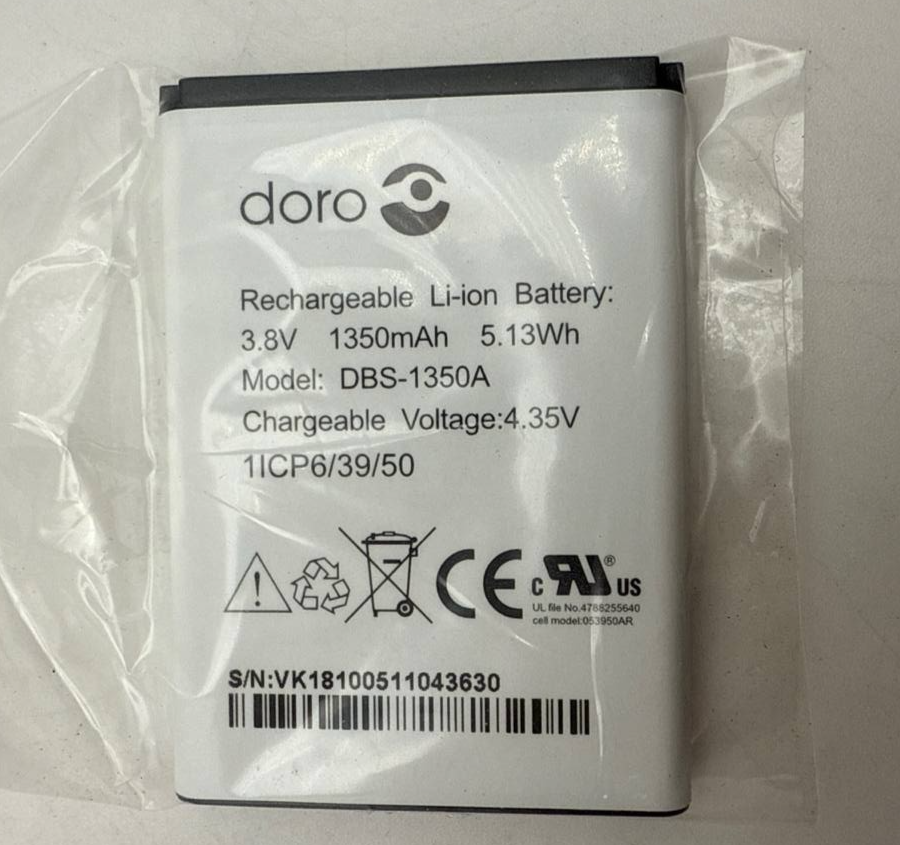 doro
Rechargeable Li-ion Battery:
3.8V 1350mAh 5.13Wh
Model: DBS-1350A
Chargeable Voltage:4.35V
1ICP6/39/50
! CE c RU ® US
UL file No.4788255640
cell model:053950AR
S/N:VK18100511043630